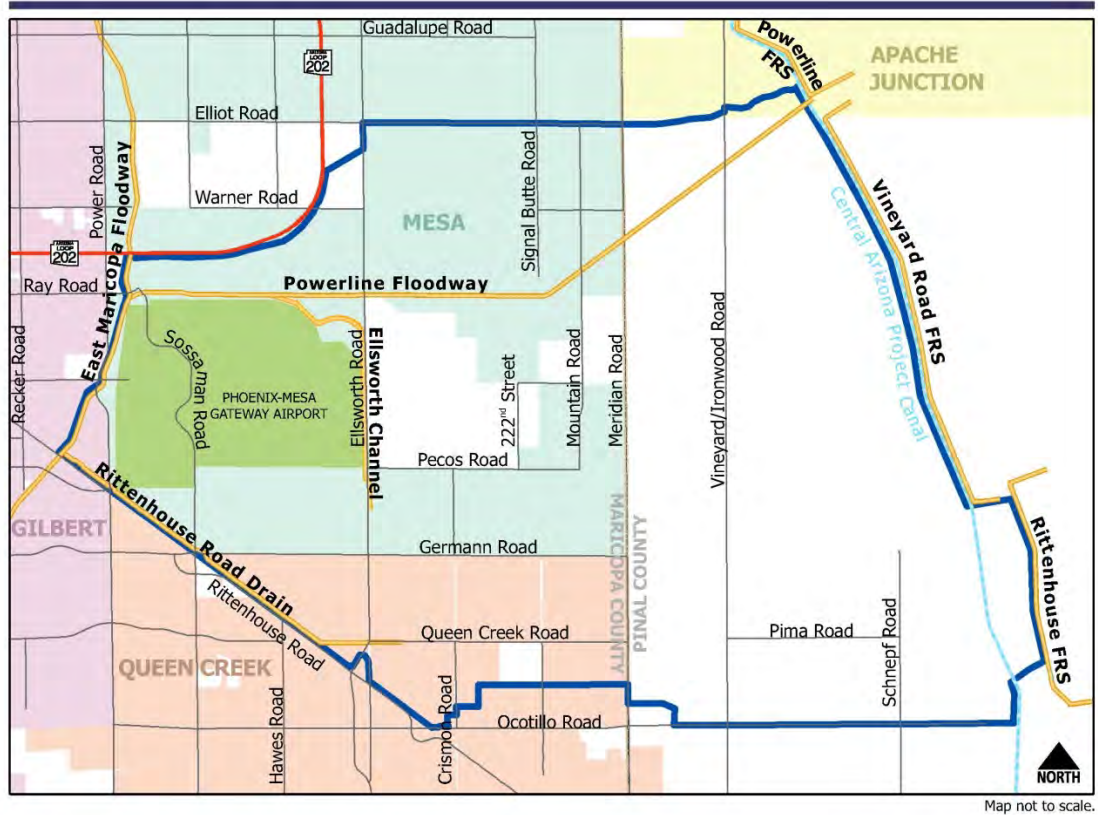 Guadalupe Road
Powerline
FRS
APACHE
JUNCTION
ARIZONA
LOOP
202
Elliot Road
Power Road
East Maricopa Floodway
Warner Road
MESA
Signal Butte Road
Vineyard Road FRS
Central Arizona Project Canal
ARIZONA
LOOP
202
Ray Road
Powerline Floodway
Recker Road
Sossaman Road
PHOENIX-MESA
GATEWAY AIRPORT
Ellsworth Road
Ellsworth Channel
222nd Street
Mountain Road
Meridian Road
Vineyard/Ironwood Road
Pecos Road
Rittenhouse Road Drain
GILBERT
MARICOPA COUNTY
PINAL COUNTY
Germann Road
Rittenhouse FRS
Rittenhouse Road
Queen Creek Road
Pima Road
Schnepf Road
QUEEN CREEK
Hawes Road
Crismon Road
Ocotillo Road
NORTH
Map not to scale.